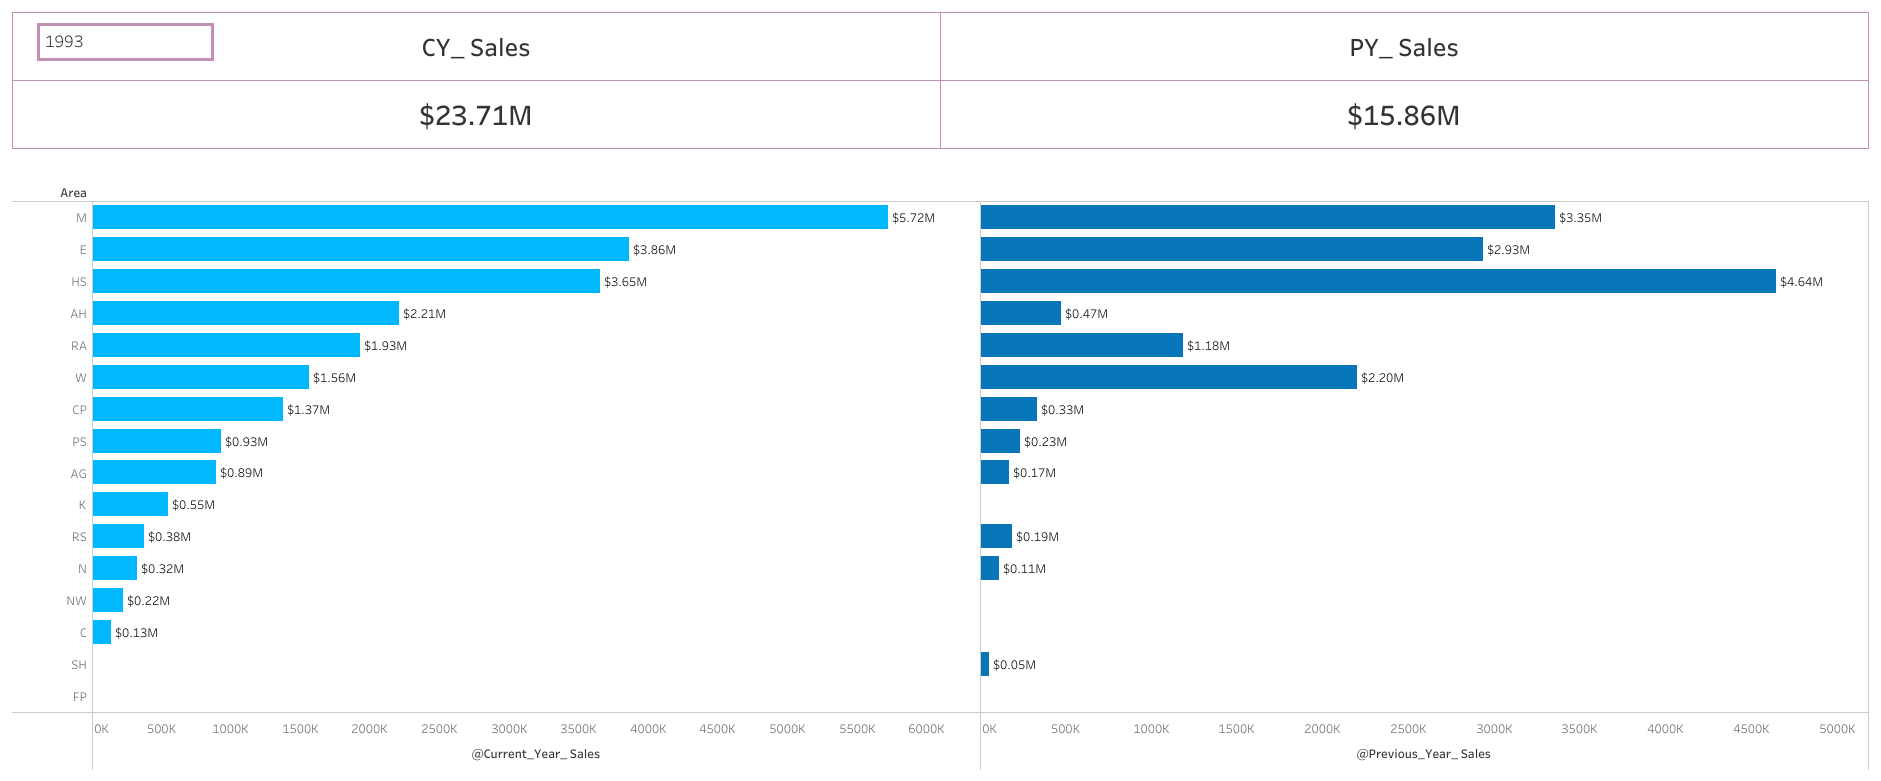 1993
CY_ Sales PY_ Sales
$23.71M $15.86M
Area
M $5.72M $3.35M
E $3.86M $2.93M
HS $3.65M $4.64M
AH $2.21M $0.47M
RA $1.93M $1.18M
W $1.56M $2.20M
CP $1.37M $0.33M
PS $0.93M $0.23M
AG $0.89M $0.17M
K $0.55M
RS $0.38M $0.19M
N $0.32M $0.11M
NW $0.22M
C $0.13M
SH $0.05M
FP
0K 500K 1000K 1500K 2000K 2500K 3000K 3500K 4000K 4500K 5000K 5500K 6000K 0K 500K 1000K 1500K 2000K 2500K 3000K 3500K 4000K 4500K 5000K
@Current_Year_ Sales @Previous_Year_ Sales